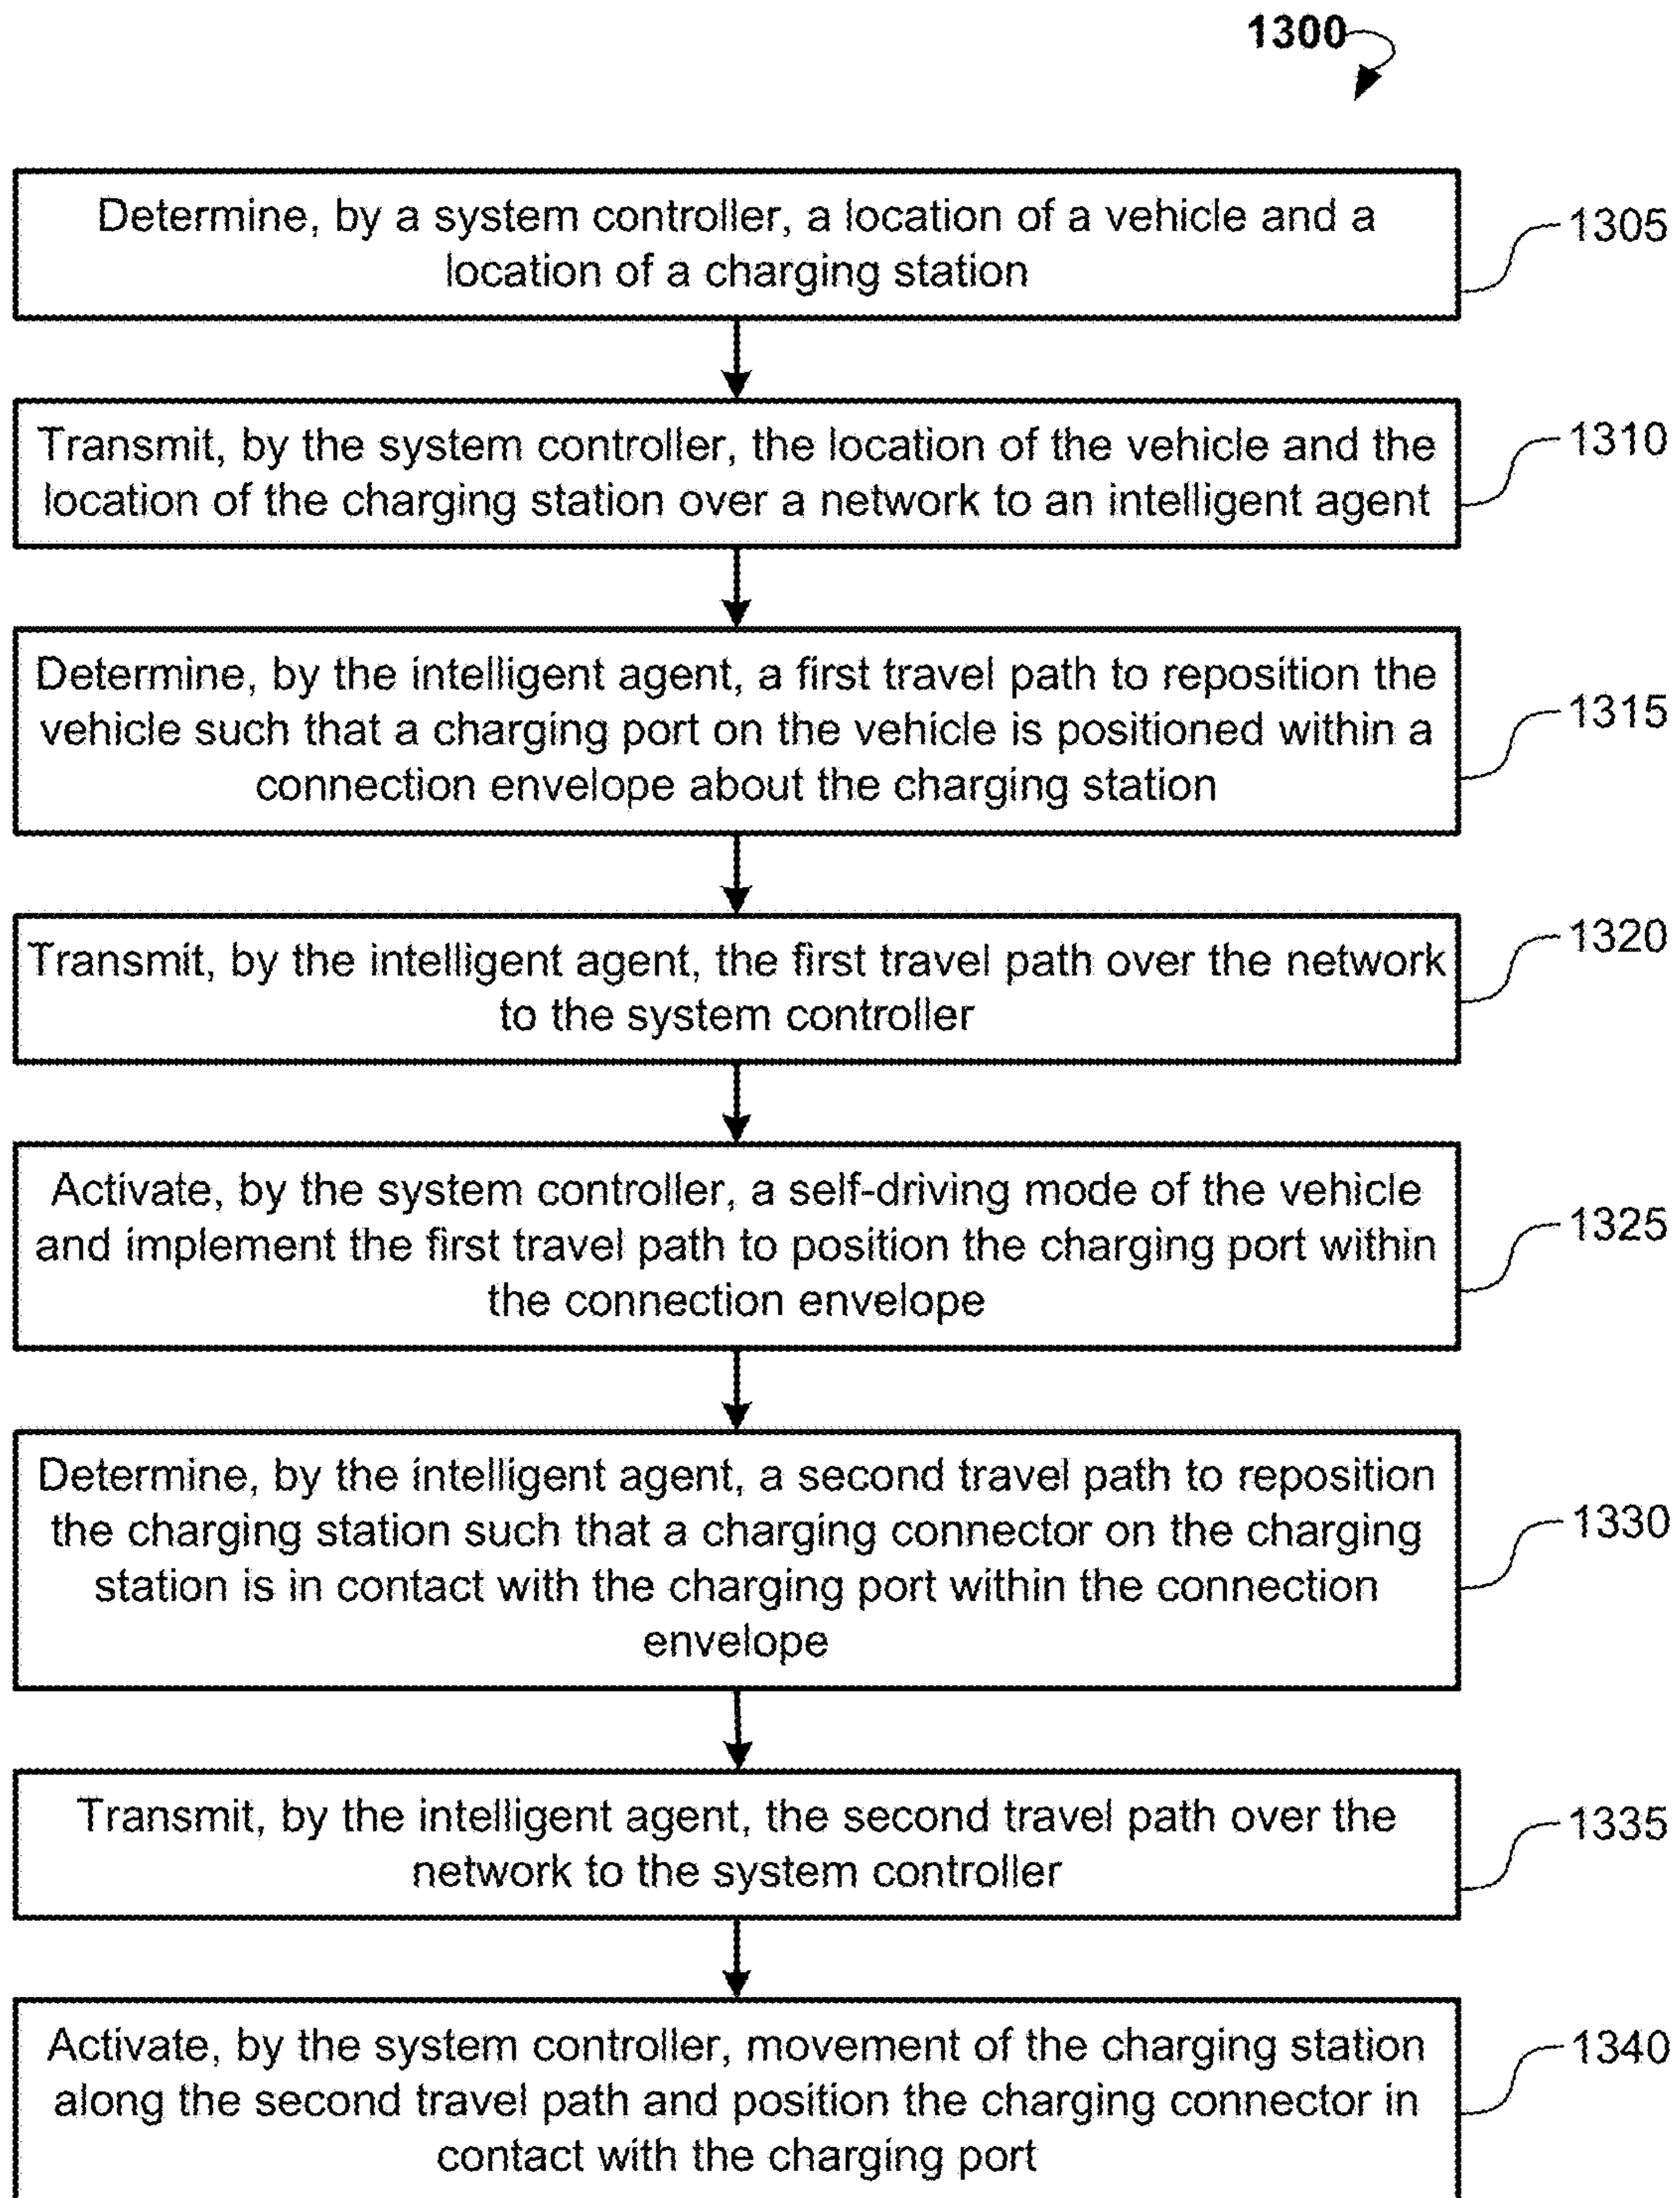 1300
Determine, by a system controller, a location of a vehicle and a
location of a charging station
1305
Transmit, by the system controller, the location of the vehicle and the
location of the charging station over a network to an intelligent agent
1310
Determine, by the intelligent agent, a first travel path to reposition the
vehicle such that a charging port on the vehicle is positioned within a
connection envelope about the charging station
1315
Transmit, by the intelligent agent, the first travel path over the network
to the system controller
1320
Activate, by the system controller, a self-driving mode of the vehicle
and implement the first travel path to position the charging port within
the connection envelope
1325
Determine, by the intelligent agent, a second travel path to reposition
the charging station such that a charging connector on the charging
station is in contact with the charging port within the connection
envelope
1330
Transmit, by the intelligent agent, the second travel path over the
network to the system controller
1335
Activate, by the system controller, movement of the charging station
along the second travel path and position the charging connector in
contact with the charging port
1340